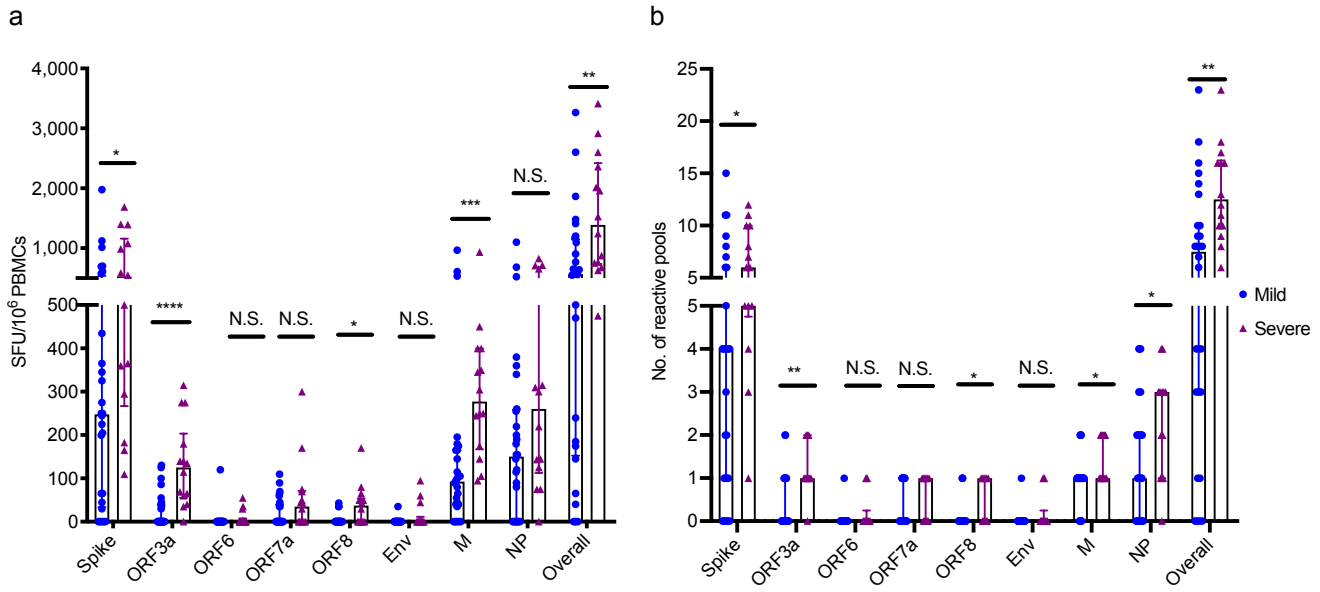 a
SFU/10⁶ PBMCs
4,000
3,000
2,000
1,000
500
400
300
200
100
0
*
****
N.S.
N.S.
*
N.S.
***
N.S.
**
Spike
ORF3a
ORF6
ORF7a
ORF8
Env
M
NP
Overall
b
No. of reactive pools
25
20
15
10
5
5
4
3
2
1
0
*
**
N.S.
N.S.
*
N.S.
*
*
**
Spike
ORF3a
ORF6
ORF7a
ORF8
Env
M
NP
Overall
Mild
Severe